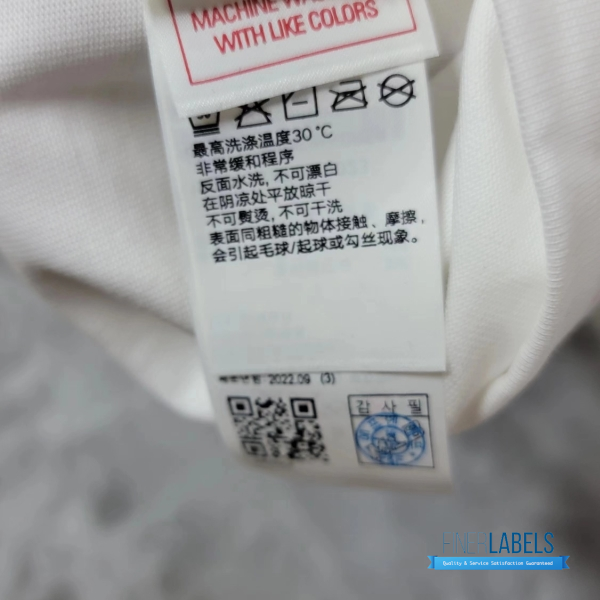 MACHINE WA
WITH LIKE COLORS
最高洗涤温度30℃
非常缓和程序
反面水洗,不可漂白
在阴凉处平放晾干
不可熨烫,不可干洗
表面同粗糙的物体接触、摩擦,
会引起毛球/起球或勾丝现象。
2022.09 (3)
감사필
LABELS
Quality & Service Satisfaction Guaranteed